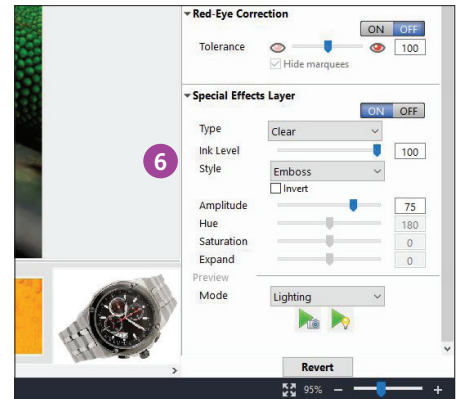 Red-Eye Correction
ON OFF
Tolerance 100
Hide marquees
Special Effects Layer
ON OFF
Type Clear
Ink Level 100
6
Style Emboss
Invert
Amplitude 75
Hue 180
Saturation 0
Expand 0
Preview
Mode Lighting
Revert
95%